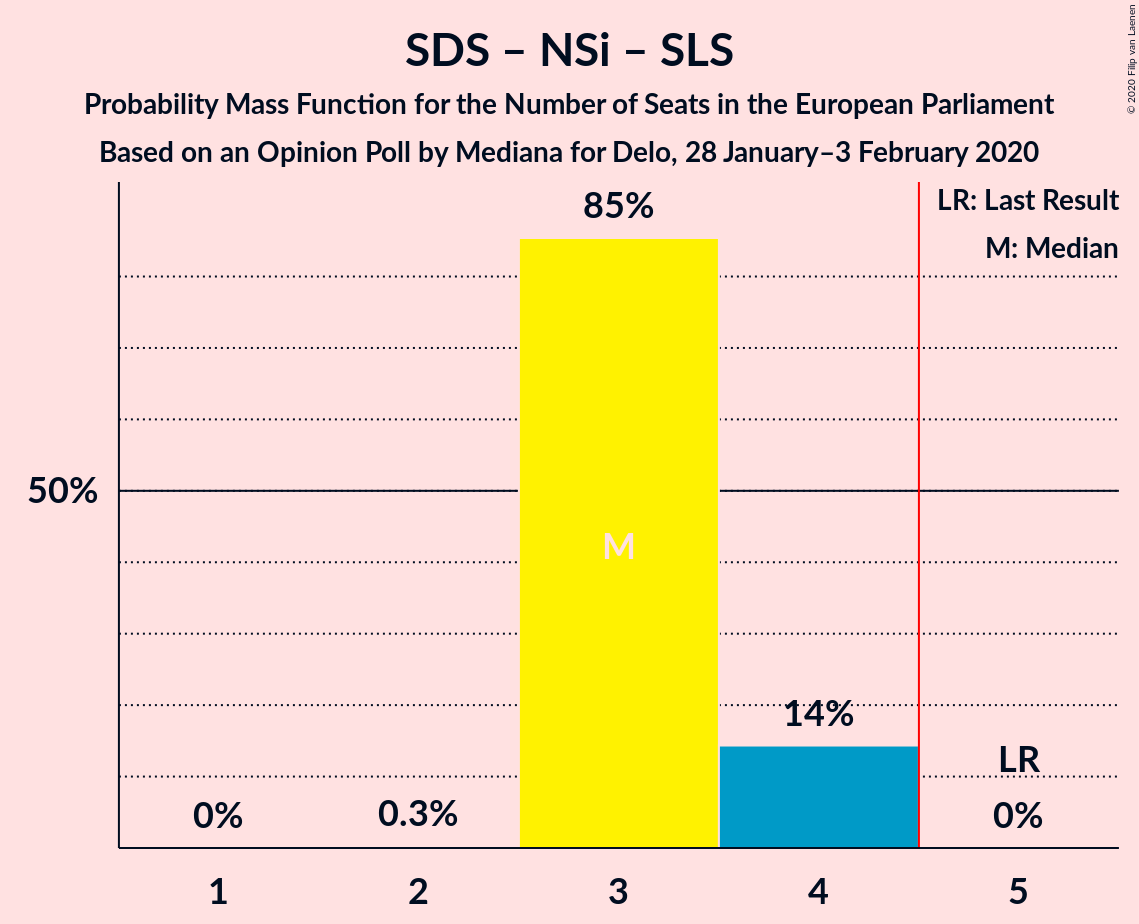 SDS – NSi – SLS
Probability Mass Function for the Number of Seats in the European Parliament
Based on an Opinion Poll by Mediana for Delo, 28 January–3 February 2020
© 2020 Filip van Laenen
LR: Last Result
M: Median
85%
50%
M
14%
LR
0%
0.3%
0%
1
2
3
4
5